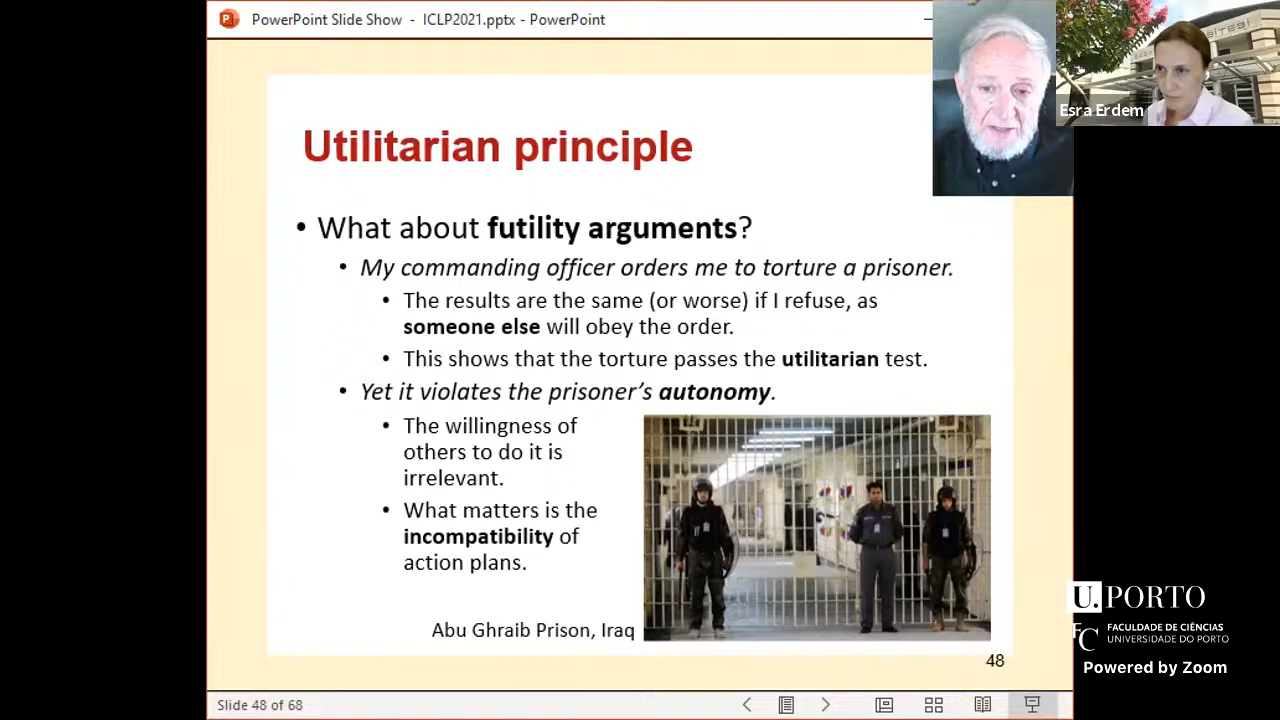 PowerPoint Slide Show - ICLP2021.pptx - PowerPoint
Esra Erdem
Utilitarian principle
• What about futility arguments?
• My commanding officer orders me to torture a prisoner.
• The results are the same (or worse) if I refuse, as
someone else will obey the order.
• This shows that the torture passes the utilitarian test.
• Yet it violates the prisoner's autonomy.
• The willingness of
others to do it is
irrelevant.
• What matters is the
incompatibility of
action plans.
Abu Ghraib Prison, Iraq
48
U. PORTO
FC FACULDADE DE CIÊNCIAS
UNIVERSIDADE DO PORTO
Powered by Zoom
Slide 48 of 68